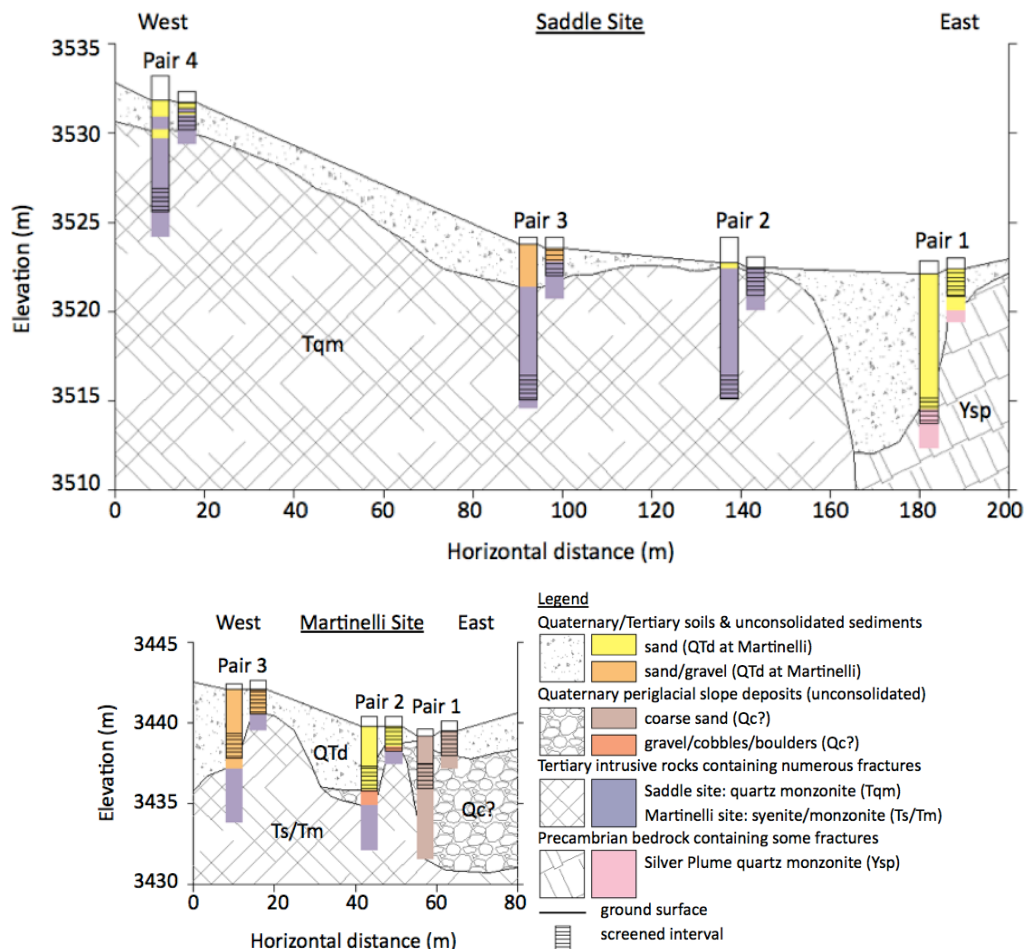 West Saddle Site East
3535
Pair 4
3530
Pair 3 Pair 2
3525
Pair 1
Elevation (m)
3520
Tqm
3515
Ysp
3510
0 20 40 60 80 100 120 140 160 180 200
Horizontal distance (m)
West Martinelli Site East
3445
Pair 3
Pair 2 Pair 1
3440
QTd
Elevation (m)
3435
Qc?
Ts/Tm
3430
0 20 40 60 80
Horizontal distance (m)
Legend
Quaternary/Tertiary soils & unconsolidated sediments
sand (QTd at Martinelli)
sand/gravel (QTd at Martinelli)
Quaternary periglacial slope deposits (unconsolidated)
coarse sand (Qc?)
gravel/cobbles/boulders (Qc?)
Tertiary intrusive rocks containing numerous fractures
Saddle site: quartz monzonite (Tqm)
Martinelli site: syenite/monzonite (Ts/Tm)
Precambrian bedrock containing some fractures
Silver Plume quartz monzonite (Ysp)
ground surface
screened interval